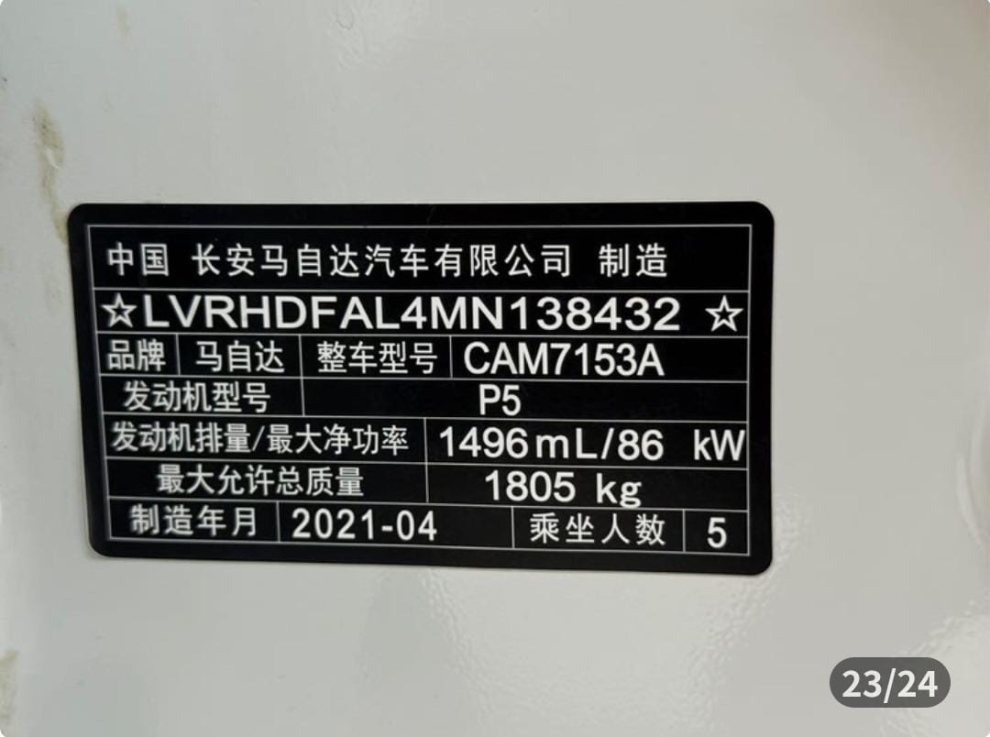 中国 长安马自达汽车有限公司 制造
☆LVRHDFAL4MN138432☆
品牌 马自达 整车型号 CAM7153A
发动机型号 P5
发动机排量/最大净功率 1496mL/86 kW
最大允许总质量 1805 kg
制造年月 2021-04 乘坐人数 5
23/24